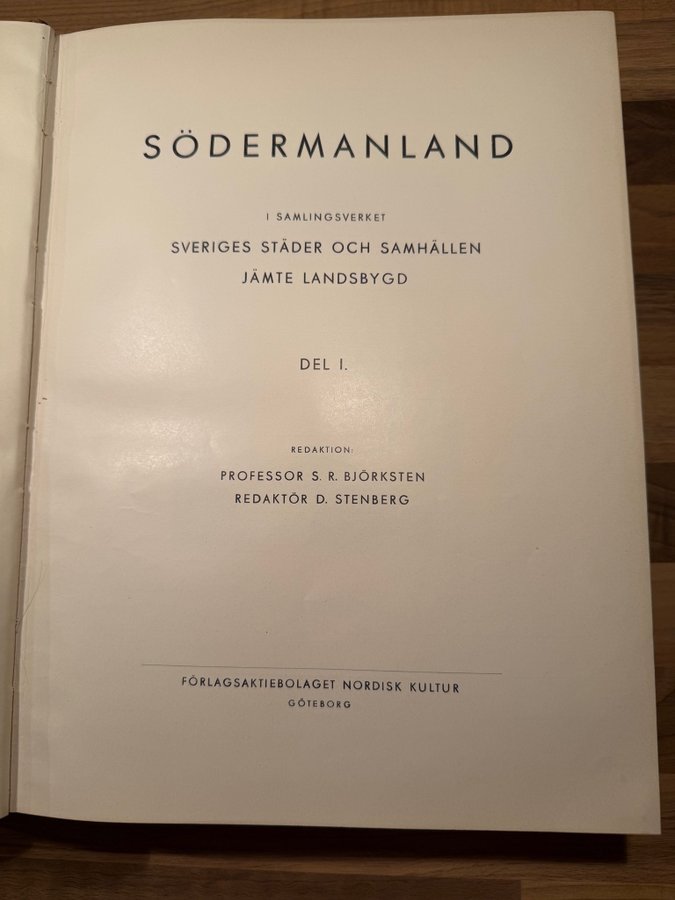 SÖDERMANLAND
I SAMLINGSVERKET
SVERIGES STÄDER OCH SAMHÄLLEN
JÄMTE LANDSBYGD
DEL I.
REDAKTION:
PROFESSOR S. R. BJÖRKSTEN
REDAKTÖR D. STENBERG
FÖRLAGSAKTIEBOLAGET NORDISK KULTUR
GÖTEBORG